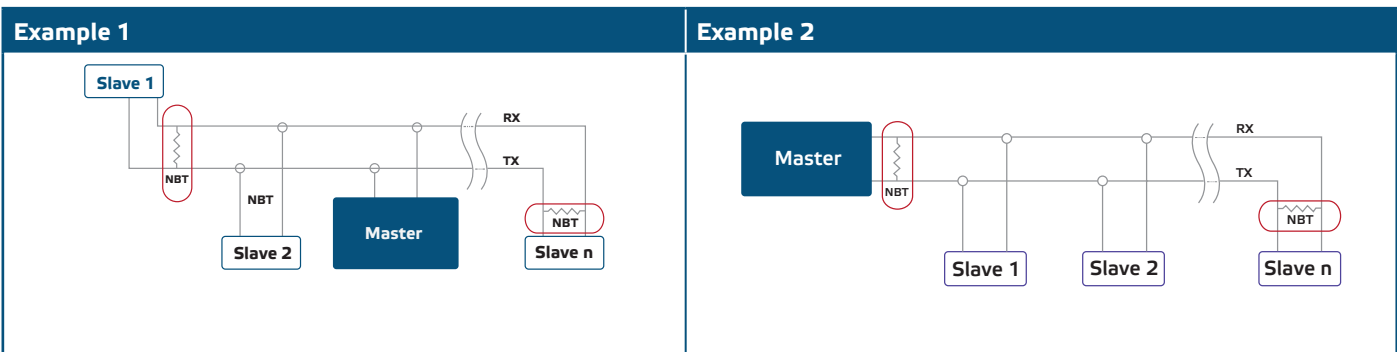 Example 1
Slave 1
RX
TX
NBT
NBT
NBT
Slave 2
Master
Slave n
Example 2
RX
Master
TX
NBT
NBT
Slave 1
Slave 2
Slave n